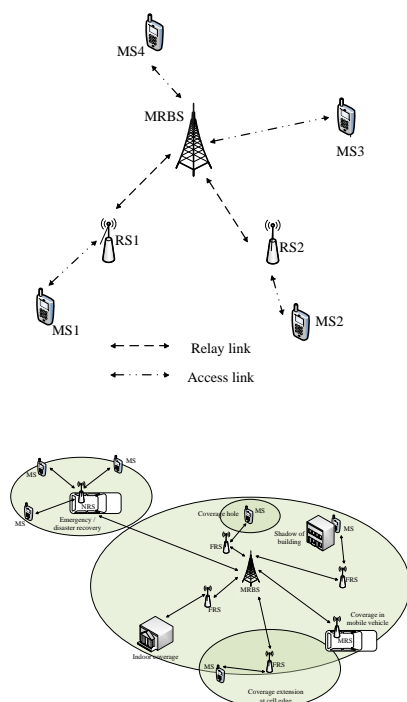 MS4
MRBS
MS3
RS1
RS2
MS1
MS2
Relay link
Access link
MS
MS
NRS
MS
Emergency /
disaster recovery
Coverage hole
MS
FRS
Shadow of
building
MS
MRBS
FRS
FRS
Coverage in
mobile vehicle
MRS
Indoor coverage
MS
FRS
Coverage extension
at cell edge